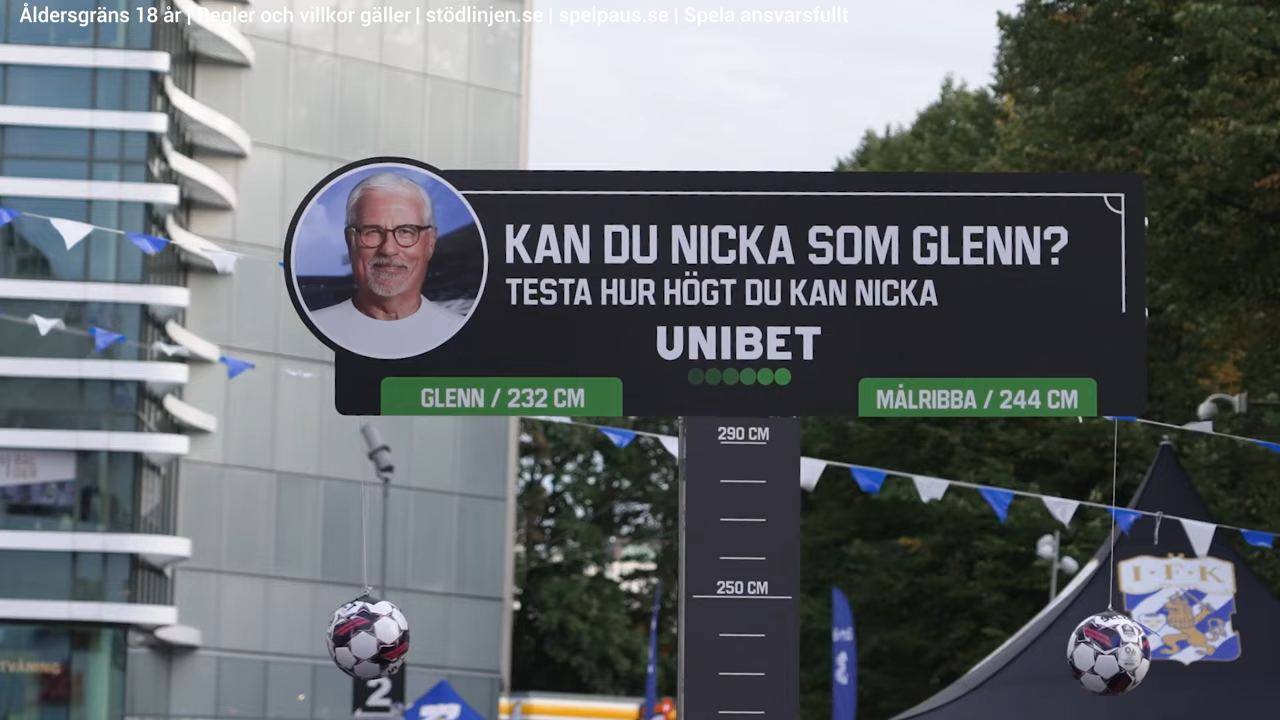 Åldersgräns 18 år | Regler och villkor gäller | stödlinjen.se | spelpaus.se | Spela ansvarsfullt
KAN DU NICKA SOM GLENN?
TESTA HUR HÖGT DU KAN NICKA
UNIBET
GLENN / 232 CM
MÅLRIBBA / 244 CM
290 CM
250 CM
I·F·K
2